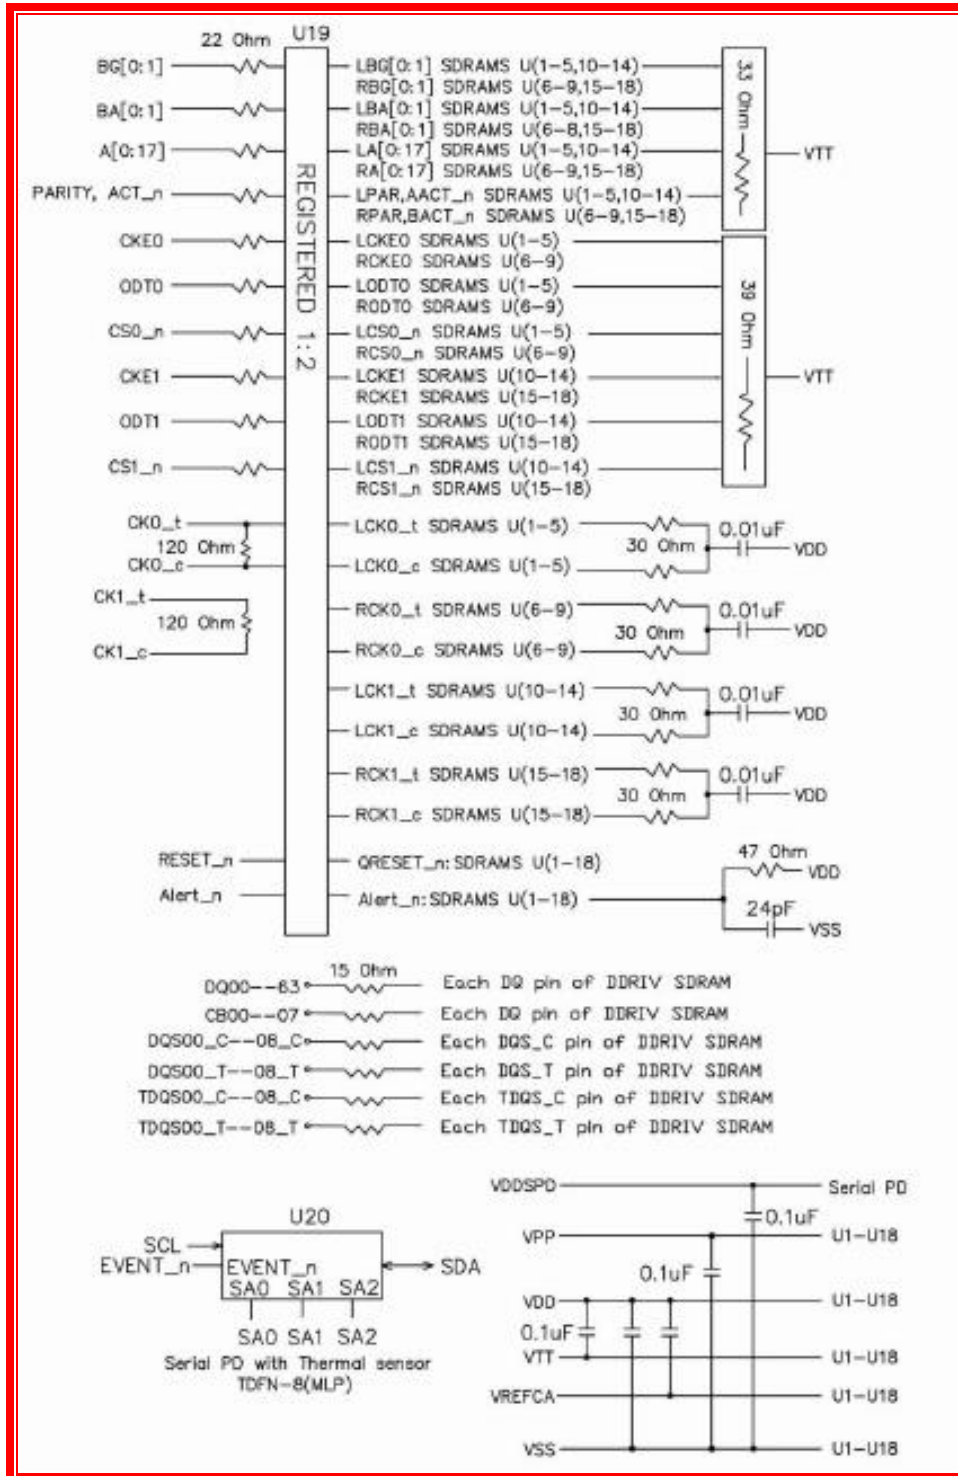 U19
22 Ohm
BG[0:1] LBG[0:1] SDRAMS U(1-5,10-14)
RBG[0:1] SDRAMS U(6-9,15-18)
BA[0:1] LBA[0:1] SDRAMS U(1-5,10-14)
RBA[0:1] SDRAMS U(6-8,15-18)
A[0:17] LA[0:17] SDRAMS U(1-5,10-14)
RA[0:17] SDRAMS U(6-9,15-18)
PARITY, ACT_n LPAR,AACT_n SDRAMS U(1-5,10-14)
RPAR,BACT_n SDRAMS U(6-9,15-18)
33 Ohm
VTT
REGISTERED 1:2
CKE0 LCKE0 SDRAMS U(1-5)
RCKE0 SDRAMS U(6-9)
ODT0 LODT0 SDRAMS U(1-5)
RODT0 SDRAMS U(6-9)
CS0_n LCS0_n SDRAMS U(1-5)
RCS0_n SDRAMS U(6-9)
CKE1 LCKE1 SDRAMS U(10-14)
RCKE1 SDRAMS U(15-18)
ODT1 LODT1 SDRAMS U(10-14)
RODT1 SDRAMS U(15-18)
CS1_n LCS1_n SDRAMS U(10-14)
RCS1_n SDRAMS U(15-18)
39 Ohm
VTT
CK0_t LCK0_t SDRAMS U(1-5)
120 Ohm 30 Ohm 0.01uF VDD
CK0_c LCK0_c SDRAMS U(1-5)
CK1_t RCK0_t SDRAMS U(6-9)
120 Ohm 30 Ohm 0.01uF VDD
CK1_c RCK0_c SDRAMS U(6-9)
LCK1_t SDRAMS U(10-14)
30 Ohm 0.01uF VDD
LCK1_c SDRAMS U(10-14)
RCK1_t SDRAMS U(15-18)
30 Ohm 0.01uF VDD
RCK1_c SDRAMS U(15-18)
RESET_n QRESET_n: SDRAMS U(1-18)
47 Ohm VDD
Alert_n Alert_n: SDRAMS U(1-18)
24pF VSS
15 Ohm
DQ00--63 Each DQ pin of DDRIV SDRAM
CB00--07 Each DQ pin of DDRIV SDRAM
DQS00_C--08_C Each DQS_C pin of DDRIV SDRAM
DQS00_T--08_T Each DQS_T pin of DDRIV SDRAM
TDQS00_C--08_C Each TDQS_C pin of DDRIV SDRAM
TDQS00_T--08_T Each TDQS_T pin of DDRIV SDRAM
U20
SCL
EVENT_n EVENT_n SDA
SA0 SA1 SA2
SA0 SA1 SA2
Serial PD with Thermal sensor
TDFN-8(MLP)
VDDSPD Serial PD
0.1uF
VPP U1-U18
0.1uF
VDD U1-U18
0.1uF
VTT U1-U18
VREFCA U1-U18
VSS U1-U18